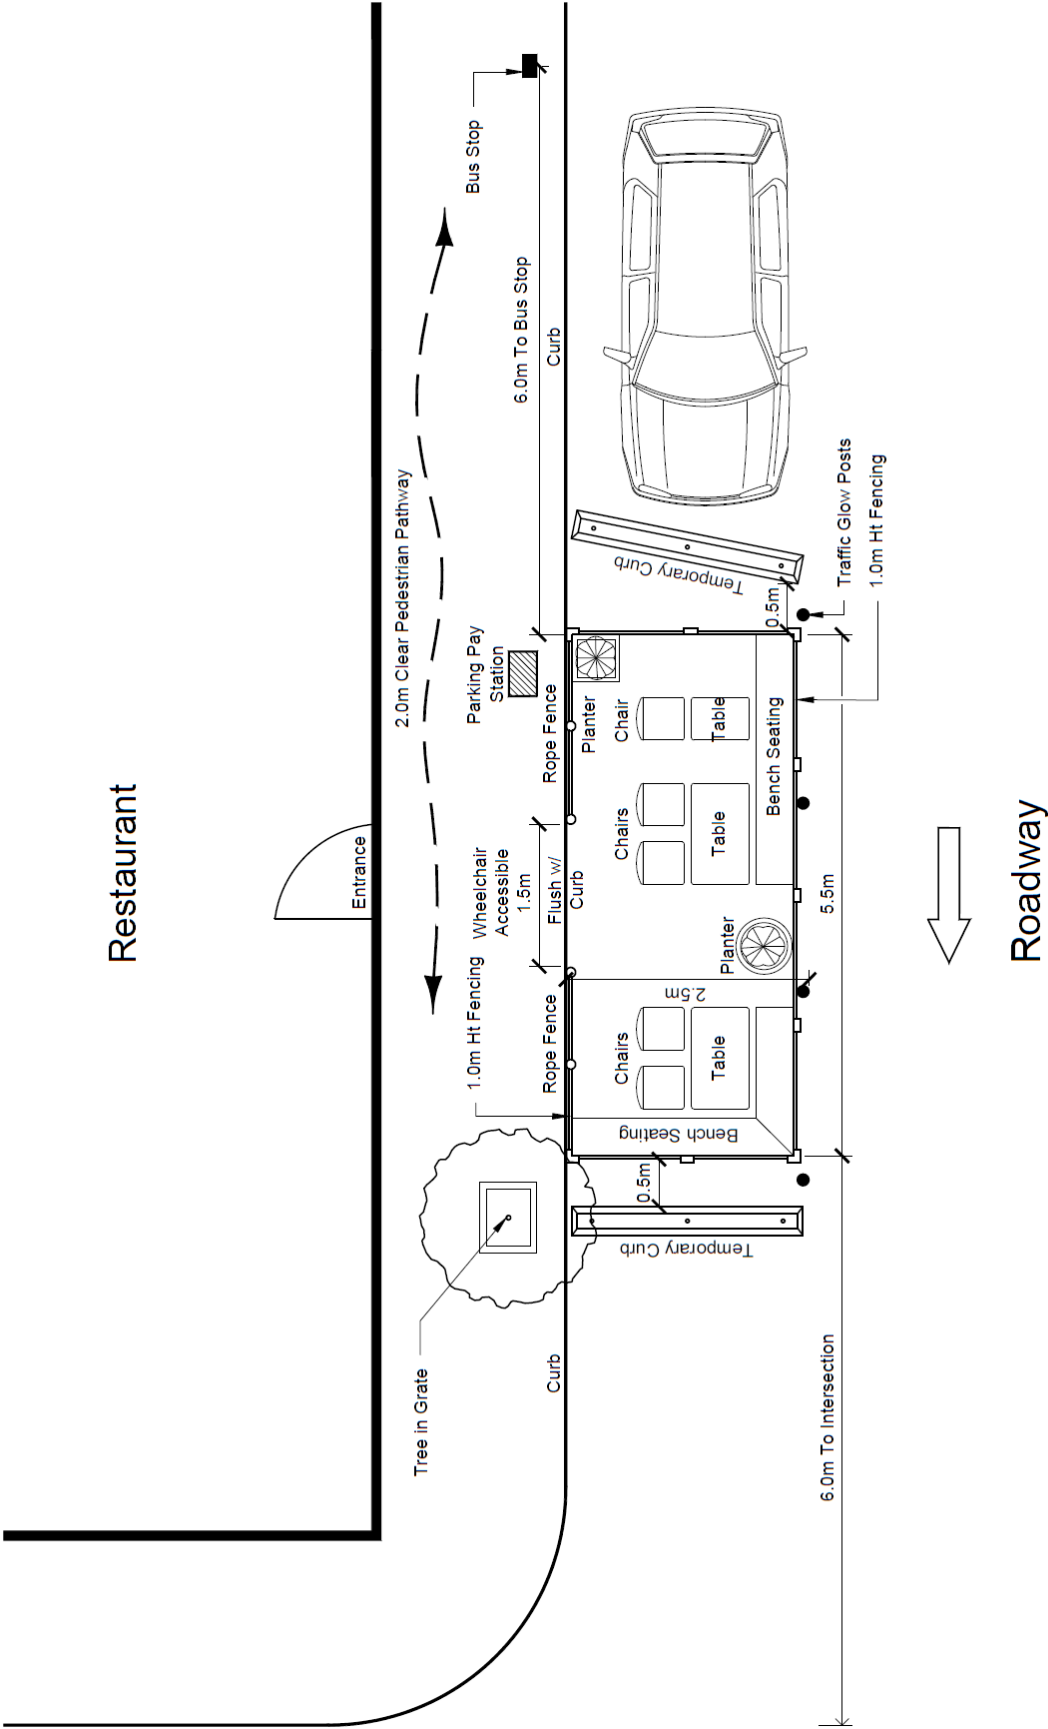 Restaurant
Entrance
2.0m Clear Pedestrian Pathway
Bus Stop
6.0m To Bus Stop
Curb
Parking Pay
Station
Wheelchair
Accessible
1.5m
Flush w/
Curb
Rope Fence
1.0m Ht Fencing
Rope Fence
Tree in Grate
Curb
Planter
Chair
Table
Chairs
Table
Bench Seating
Planter
2.5m
Chairs
Table
Bench Seating
Temporary Curb
0.5m
Temporary Curb
0.5m
Traffic Glow Posts
1.0m Ht Fencing
5.5m
6.0m To Intersection
Roadway